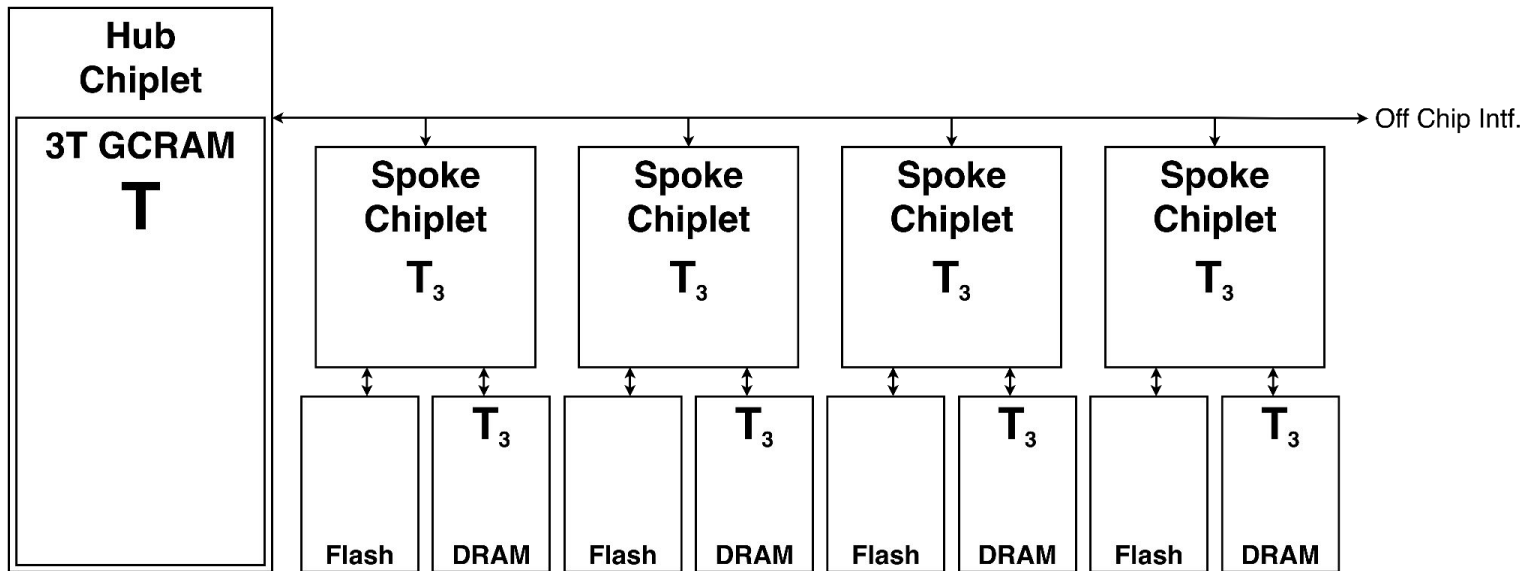 Hub
Chiplet
3T GCRAM
T
Off Chip Intf.
Spoke
Chiplet
T₃
Spoke
Chiplet
T₃
Spoke
Chiplet
T₃
Spoke
Chiplet
T₃
Flash
T₃
DRAM
Flash
T₃
DRAM
Flash
T₃
DRAM
Flash
T₃
DRAM